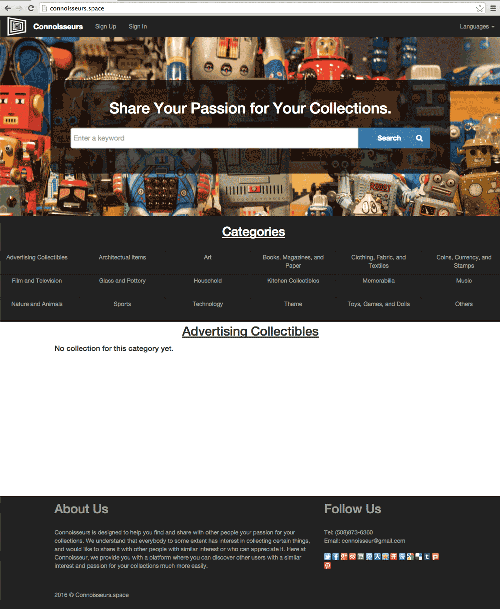 connoisseurs.space
Connoisseurs Sign Up Sign In Languages
Share Your Passion for Your Collections.
Enter a keyword Search
Categories
Advertising Collectibles Architectual Items Art Books, Magazines, and Paper Clothing, Fabric, and Textiles Coins, Currency, and Stamps
Film and Television Glass and Pottery Household Kitchen Collectibles Memorabilia Music
Nature and Animals Sports Technology Theme Toys, Games, and Dolls Others
Advertising Collectibles
No collection for this category yet.
About Us
Connoisseurs is designed to help you find and share with other people your passion for your
collections. We understand that everybody to some extent has interest in collecting certain things,
and would like to share it with other people with similar interest or who can appreciate it. Here at
Connoisseur, we provide you with a platform where you can discover other users with a similar
interest and passion for your collections much more easily.
Follow Us
Tel: (508)873-6360
Email: connoisseur@gmail.com
2016 © Connoisseurs.space